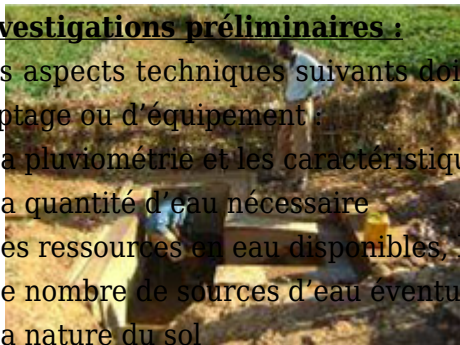 vestigations préliminaires :
s aspects techniques suivants doi
ptage ou d’équipement :
a pluviométrie et les caractéristiqu
a quantité d’eau nécessaire
es ressources en eau disponibles,
e nombre de sources d’eau éventu
a nature du sol